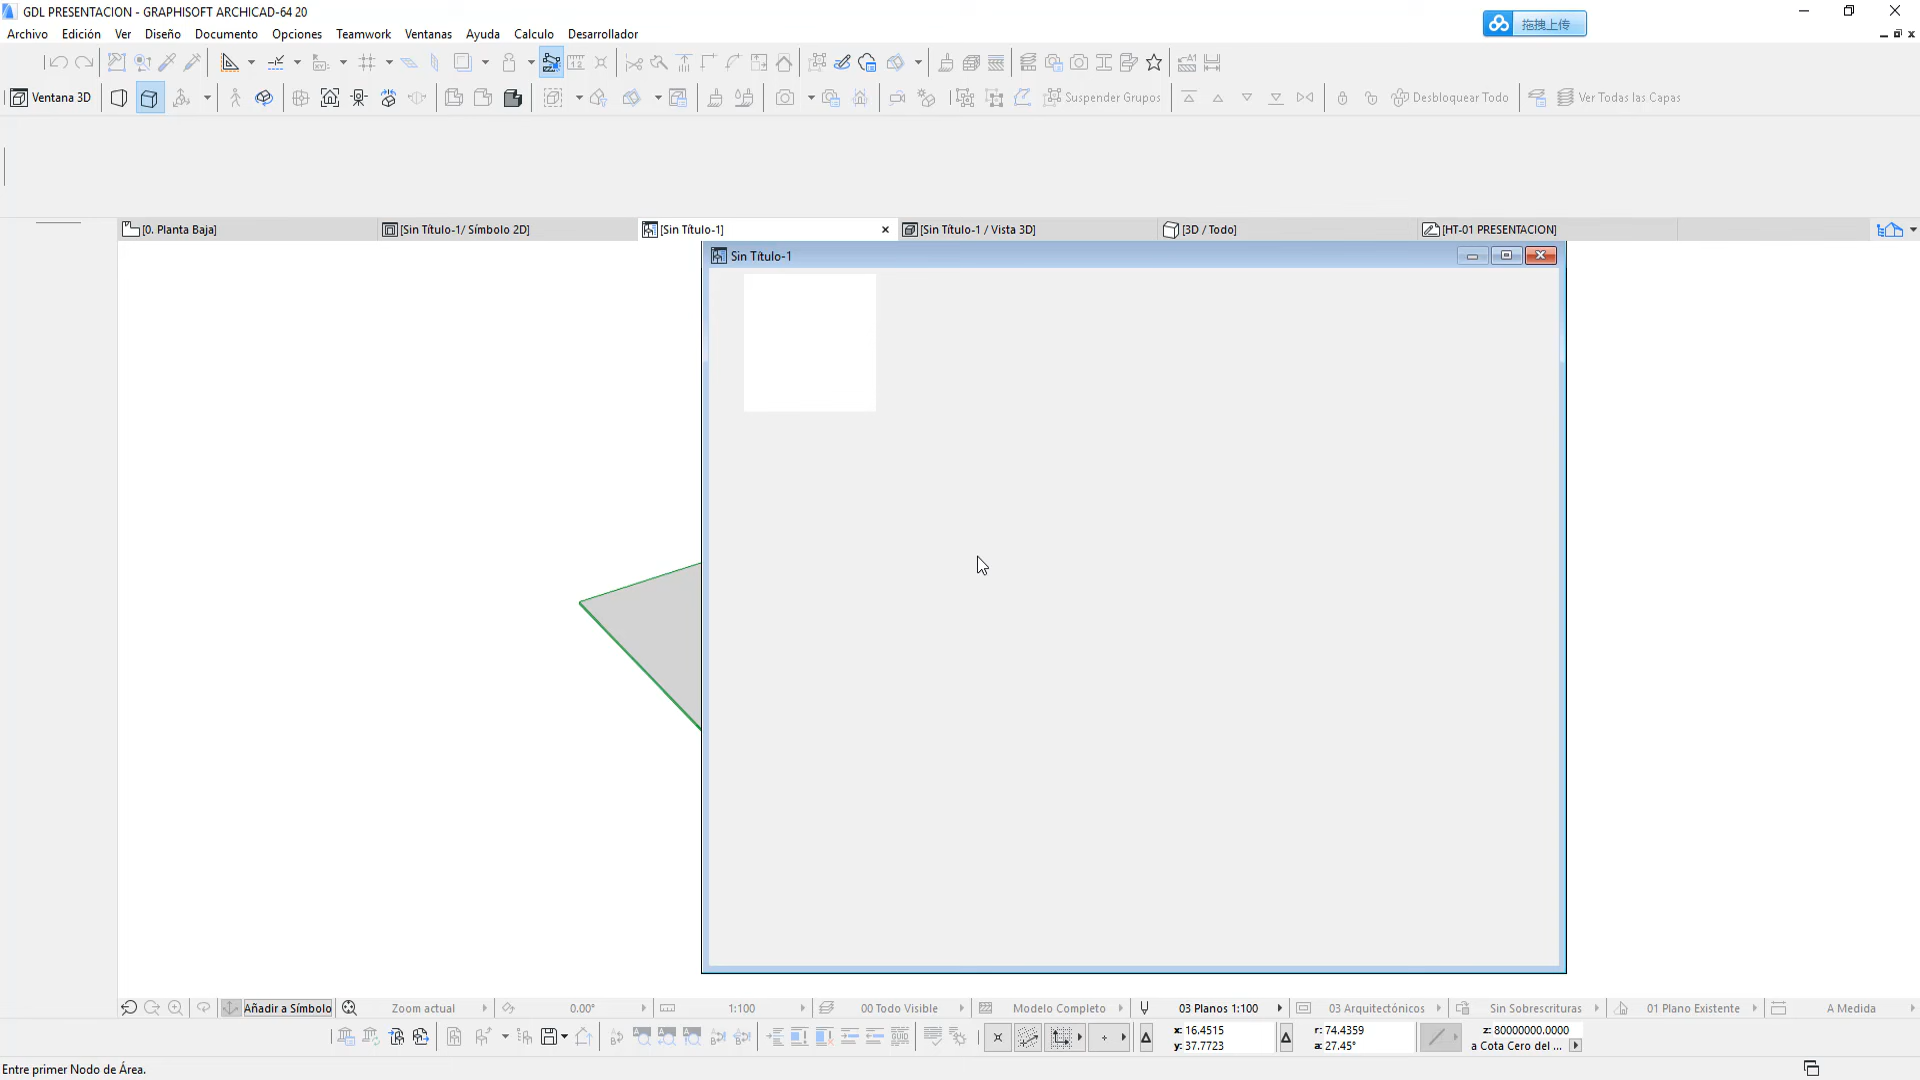 GDL PRESENTACION - GRAPHISOFT ARCHICAD-64 20
拖拽上传
Archivo Edición Ver Diseño Documento Opciones Teamwork Ventanas Ayuda Calculo Desarrollador
Ventana 3D Suspender Grupos Desbloquear Todo Ver Todas las Capas
[0. Planta Baja] [Sin Título-1/ Símbolo 2D] [Sin Título-1] [Sin Título-1 / Vista 3D] [3D / Todo] [HT-01 PRESENTACION]
Sin Título-1
Añadir a Símbolo Zoom actual 0.00° 1:100 00 Todo Visible Modelo Completo 03 Planos 1:100 03 Arquitectónicos Sin Sobrescrituras 01 Plano Existente A Medida
x: 16.4515 r: 74.4359 z: 80000000.0000
y: 37.7723 a: 27.45° a Cota Cero del ...
Entre primer Nodo de Área.